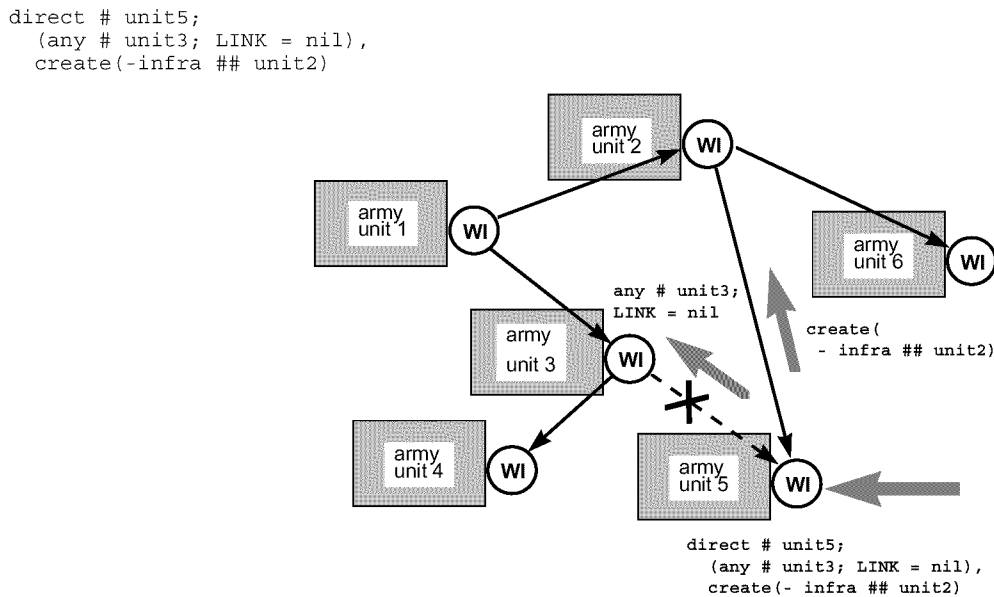 direct # unit5;
(any # unit3; LINK = nil),
create(-infra ## unit2)
army
unit 2
WI
army
unit 1
WI
army
unit 6
WI
any # unit3;
LINK = nil
create(
- infra ## unit2)
army
unit 3
WI
army
unit 4
WI
army
unit 5
WI
direct # unit5;
(any # unit3; LINK = nil),
create(- infra ## unit2)